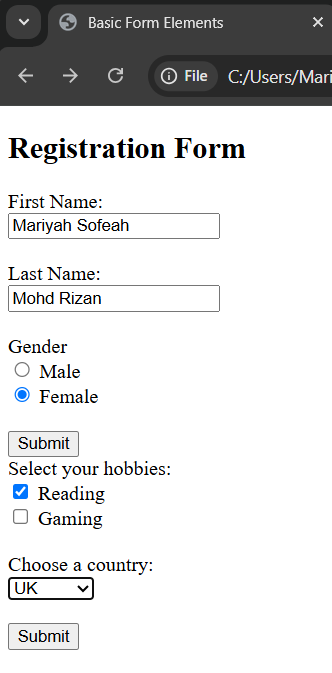 Basic Form Elements
File C:/Users/Mari
Registration Form
First Name:
Mariyah Sofeah
Last Name:
Mohd Rizan
Gender
Male
Female
Submit
Select your hobbies:
Reading
Gaming
Choose a country:
UK
Submit